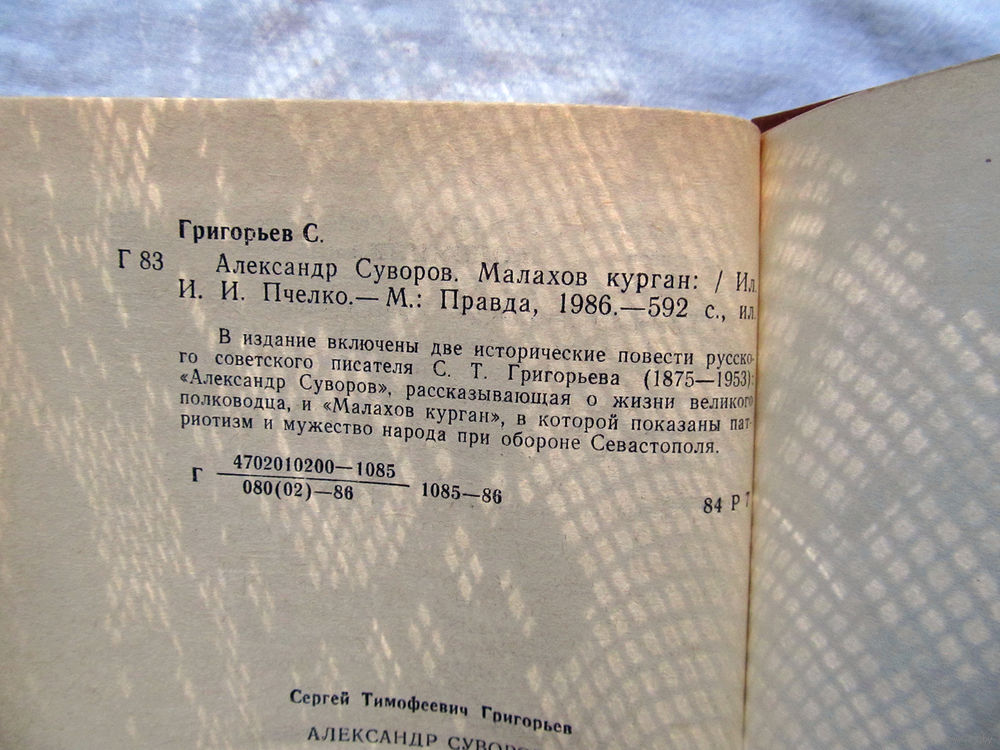 Григорьев С.
Г 83 Александр Суворов. Малахов курган: / Ил.
И. И. Пчелко.— М.: Правда, 1986.—592 с., ил.
В издание включены две исторические повести русско-
го советского писателя С. Т. Григорьева (1875—1953):
«Александр Суворов», рассказывающая о жизни великого
полководца, и «Малахов курган», в которой показаны пат-
риотизм и мужество народа при обороне Севастополя.
Г 4702010200—1085
080(02)—86 1085—86
84 Р 7
Сергей Тимофеевич Григорьев
АЛЕКСАНДР СУВОРО